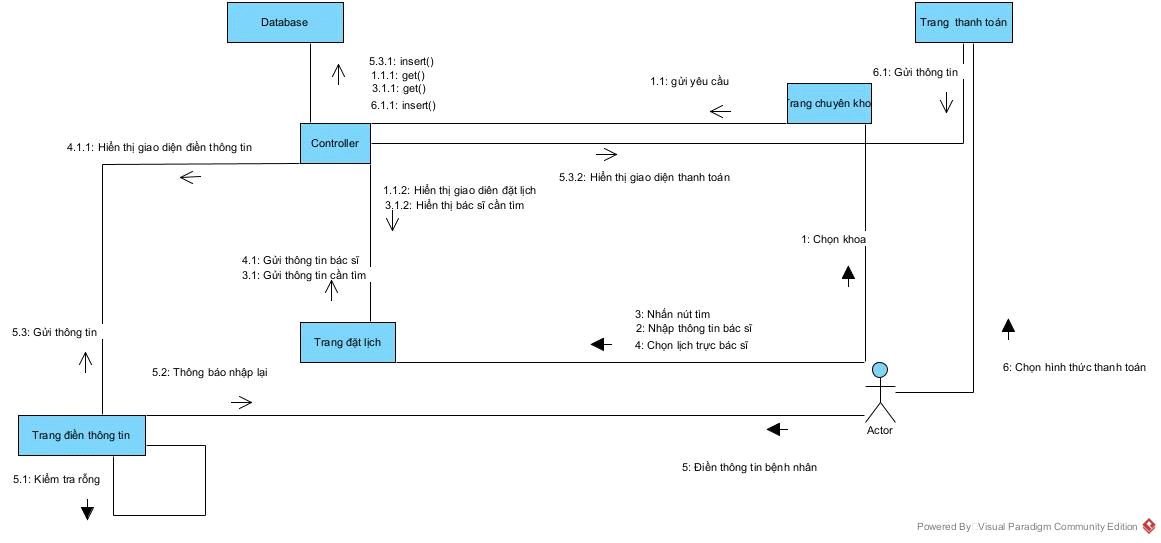 Database
Trang thanh toán
5.3.1: insert()
1.1.1: get()
3.1.1: get()
6.1.1: insert()
6.1: Gửi thông tin
1.1: gửi yêu cầu
Trang chuyên kho
Controller
4.1.1: Hiển thị giao diện điền thông tin
5.3.2: Hiển thị giao diện thanh toán
1.1.2: Hiển thị giao diên đặt lịch
3.1.2: Hiển thị bác sĩ cần tìm
1: Chọn khoa
4.1: Gửi thông tin bác sĩ
3.1: Gửi thông tin cần tìm
3: Nhấn nút tìm
2: Nhập thông tin bác sĩ
4: Chọn lịch trực bác sĩ
5.3: Gửi thông tin
Trang đặt lịch
5.2: Thông báo nhập lại
6: Chọn hình thức thanh toán
Actor
Trang điền thông tin
5: Điền thông tin bệnh nhân
5.1: Kiểm tra rỗng
Powered By Visual Paradigm Community Edition